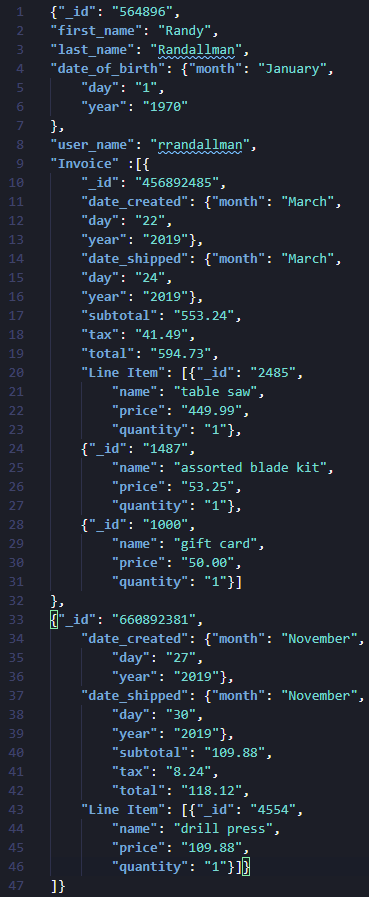 1 {"_id": "564896",
2 "first_name": "Randy",
3 "last_name": "Randallman",
4 "date_of_birth": {"month": "January",
5 "day": "1",
6 "year": "1970"
7 },
8 "user_name": "rrandallman",
9 "Invoice" :[{
10 "_id": "456892485",
11 "date_created": {"month": "March",
12 "day": "22",
13 "year": "2019"},
14 "date_shipped": {"month": "March",
15 "day": "24",
16 "year": "2019"},
17 "subtotal": "553.24",
18 "tax": "41.49",
19 "total": "594.73",
20 "Line Item": [{"_id": "2485",
21 "name": "table saw",
22 "price": "449.99",
23 "quantity": "1"},
24 {"_id": "1487",
25 "name": "assorted blade kit",
26 "price": "53.25",
27 "quantity": "1"},
28 {"_id": "1000",
29 "name": "gift card",
30 "price": "50.00",
31 "quantity": "1"}]
32 },
33 {"_id": "660892381",
34 "date_created": {"month": "November",
35 "day": "27",
36 "year": "2019"},
37 "date_shipped": {"month": "November",
38 "day": "30",
39 "year": "2019"},
40 "subtotal": "109.88",
41 "tax": "8.24",
42 "total": "118.12",
43 "Line Item": [{"_id": "4554",
44 "name": "drill press",
45 "price": "109.88",
46 "quantity": "1"}]}
47 ]}